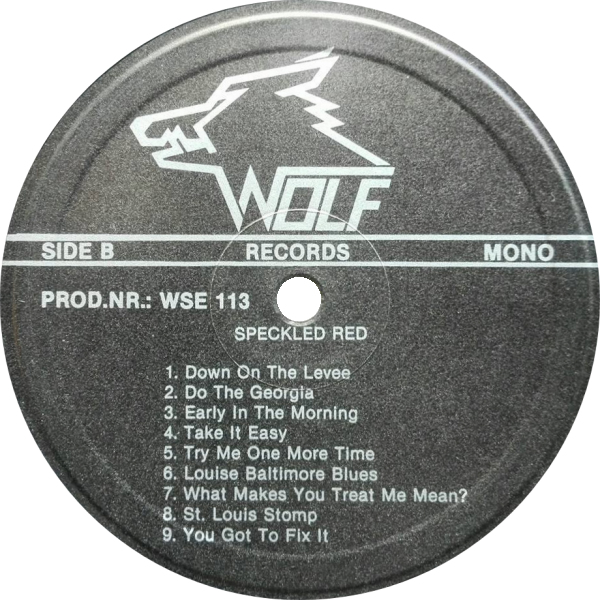 WOLF
SIDE B RECORDS MONO
PROD.NR.: WSE 113
SPECKLED RED
1. Down On The Levee
2. Do The Georgia
3. Early In The Morning
4. Take It Easy
5. Try Me One More Time
6. Louise Baltimore Blues
7. What Makes You Treat Me Mean?
8. St. Louis Stomp
9. You Got To Fix It